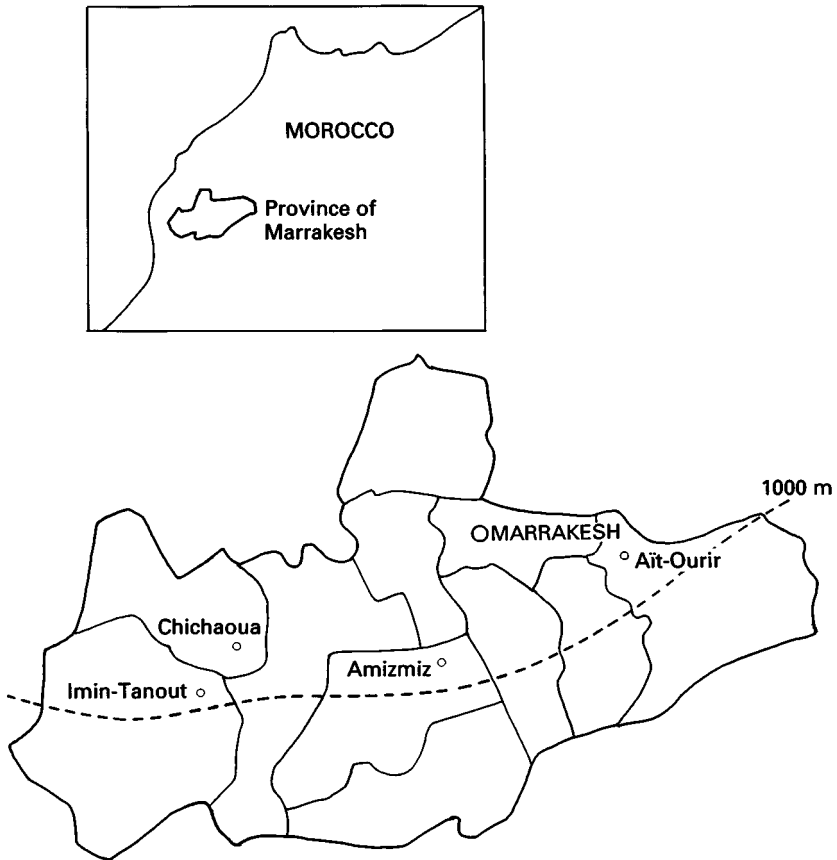 MOROCCO
Province of
Marrakesh
1000 m
MARRAKESH
Aït-Ourir
Chichaoua
Amizmiz
Imin-Tanout